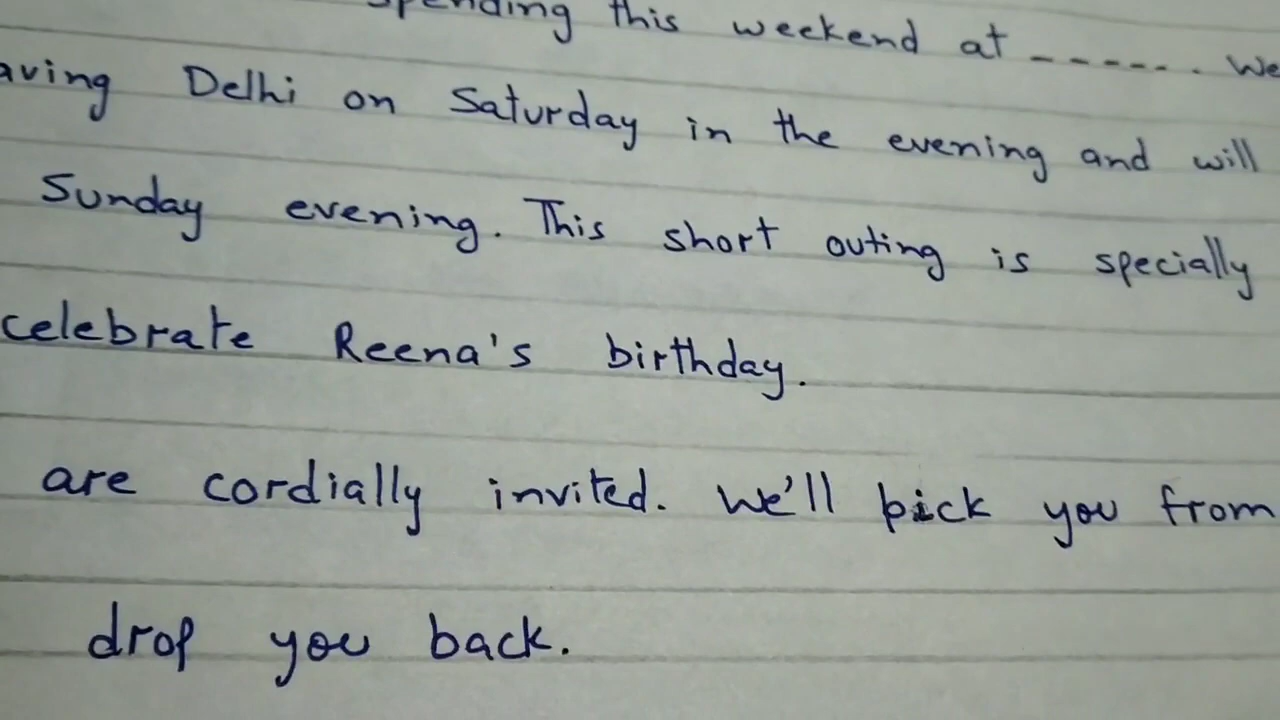 spending this weekend at ------. We
aving Delhi on Saturday in the evening and will
Sunday evening. This short outing is specially
celebrate Reena's birthday.
are cordially invited. We'll pick you from
drop you back.